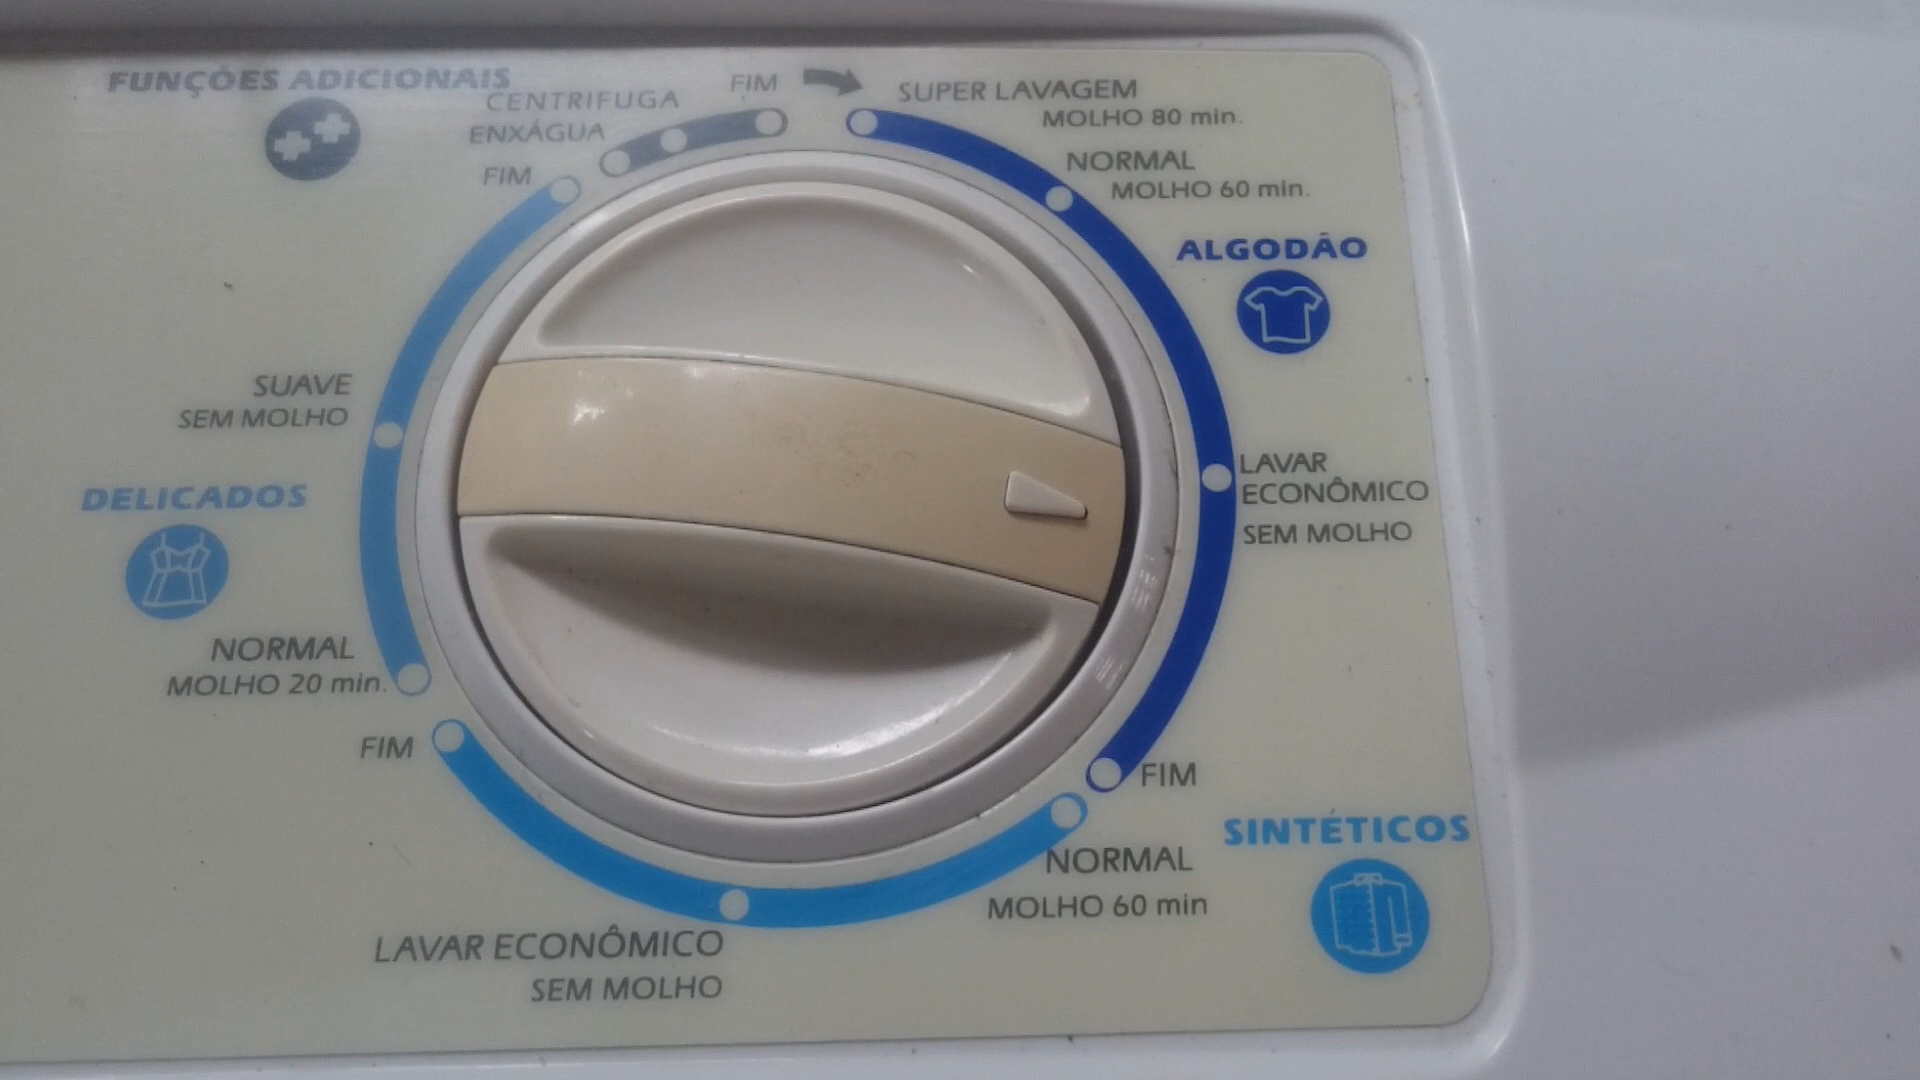 FUNÇÕES ADICIONAIS
CENTRIFUGA
ENXÁGUA
FIM
FIM
SUPER LAVAGEM
MOLHO 80 min.
NORMAL
MOLHO 60 min.
ALGODÃO
LAVAR
ECONÔMICO
SEM MOLHO
FIM
SINTÉTICOS
NORMAL
MOLHO 60 min
LAVAR ECONÔMICO
SEM MOLHO
FIM
NORMAL
MOLHO 20 min.
DELICADOS
SUAVE
SEM MOLHO